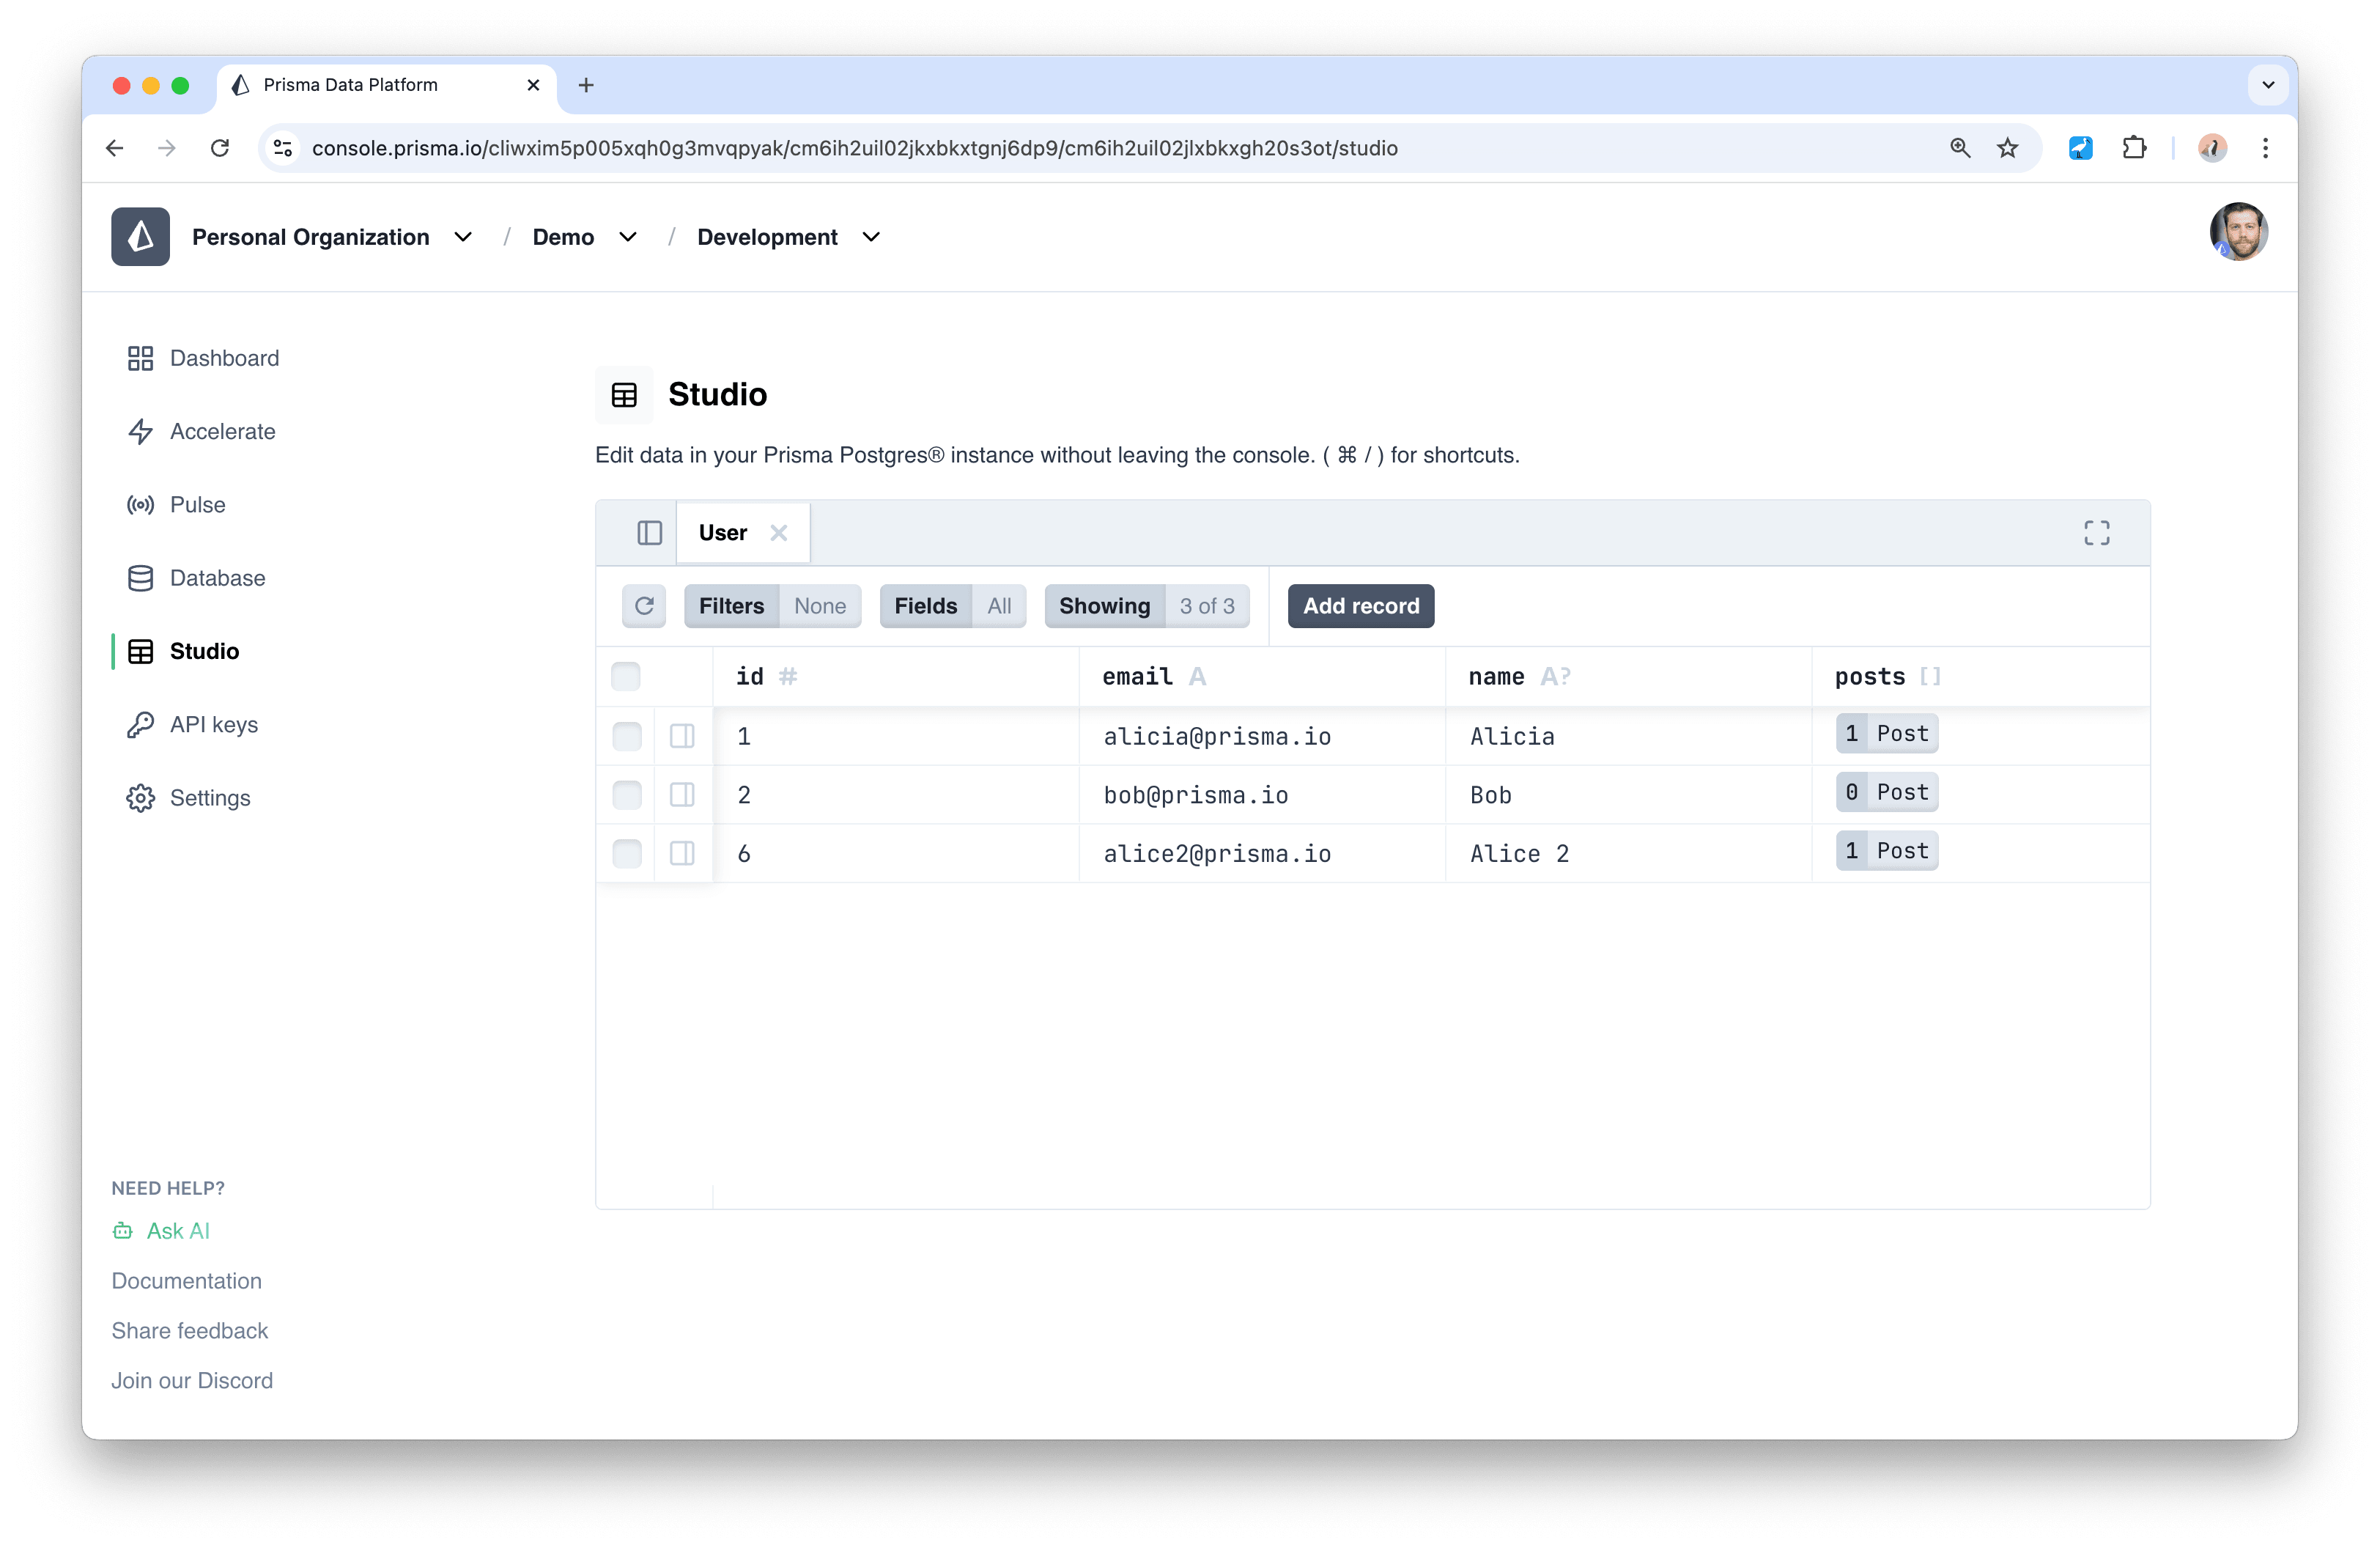 Prisma Data Platform
console.prisma.io/cliwxim5p005xqh0g3mvqpyak/cm6ih2uil02jkxbkxtgnj6dp9/cm6ih2uil02jlxbkxgh20s3ot/studio
Personal Organization / Demo / Development
Dashboard
Accelerate
Pulse
Database
Studio
API keys
Settings
NEED HELP?
Ask AI
Documentation
Share feedback
Join our Discord
Studio
Edit data in your Prisma Postgres® instance without leaving the console. ( ⌘ / ) for shortcuts.
User
Filters None Fields All Showing 3 of 3 Add record
id # email A name A? posts []
1 alicia@prisma.io Alicia 1 Post
2 bob@prisma.io Bob 0 Post
6 alice2@prisma.io Alice 2 1 Post